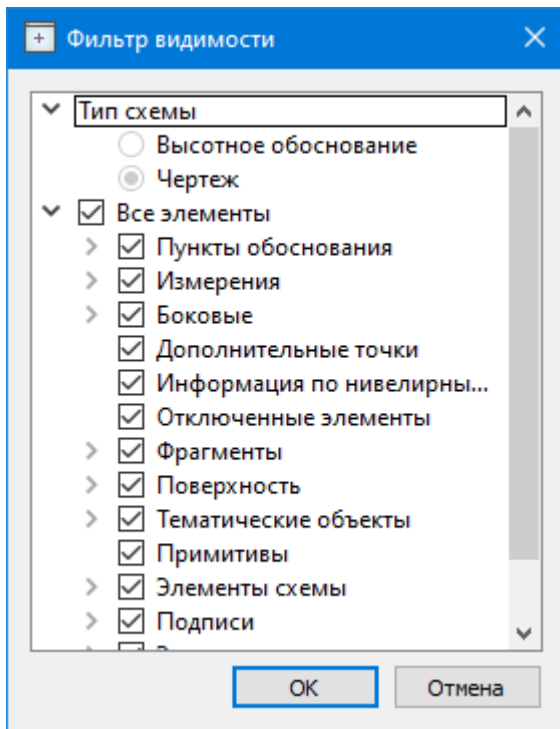 Фильтр видимости
Тип схемы
Высотное обоснование
Чертеж
Все элементы
Пункты обоснования
Измерения
Боковые
Дополнительные точки
Информация по нивелирны...
Отключенные элементы
Фрагменты
Поверхность
Тематические объекты
Примитивы
Элементы схемы
Подписи
ОК
Отмена